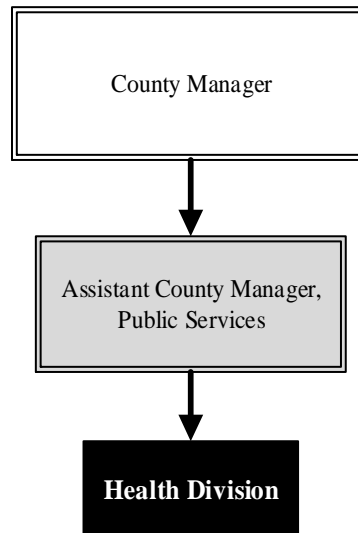 County Manager
Assistant County Manager,
Public Services
Health Division